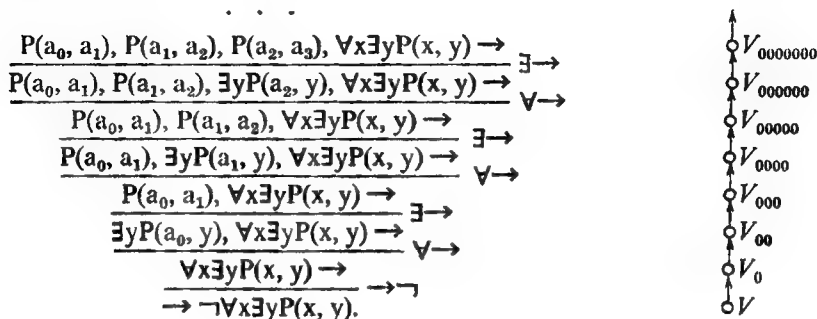 . . .
P(a₀, a₁), P(a₁, a₂), P(a₂, a₃), ∀x∃yP(x, y) →
∃→
P(a₀, a₁), P(a₁, a₂), ∃yP(a₂, y), ∀x∃yP(x, y) →
∀→
P(a₀, a₁), P(a₁, a₂), ∀x∃yP(x, y) →
∃→
P(a₀, a₁), ∃yP(a₁, y), ∀x∃yP(x, y) →
∀→
P(a₀, a₁), ∀x∃yP(x, y) →
∃→
∃yP(a₀, y), ∀x∃yP(x, y) →
∀→
∀x∃yP(x, y) →
→¬
→ ¬∀x∃yP(x, y).
V₀₀₀₀₀₀₀
V₀₀₀₀₀₀
V₀₀₀₀₀
V₀₀₀₀
V₀₀₀
V₀₀
V₀
V